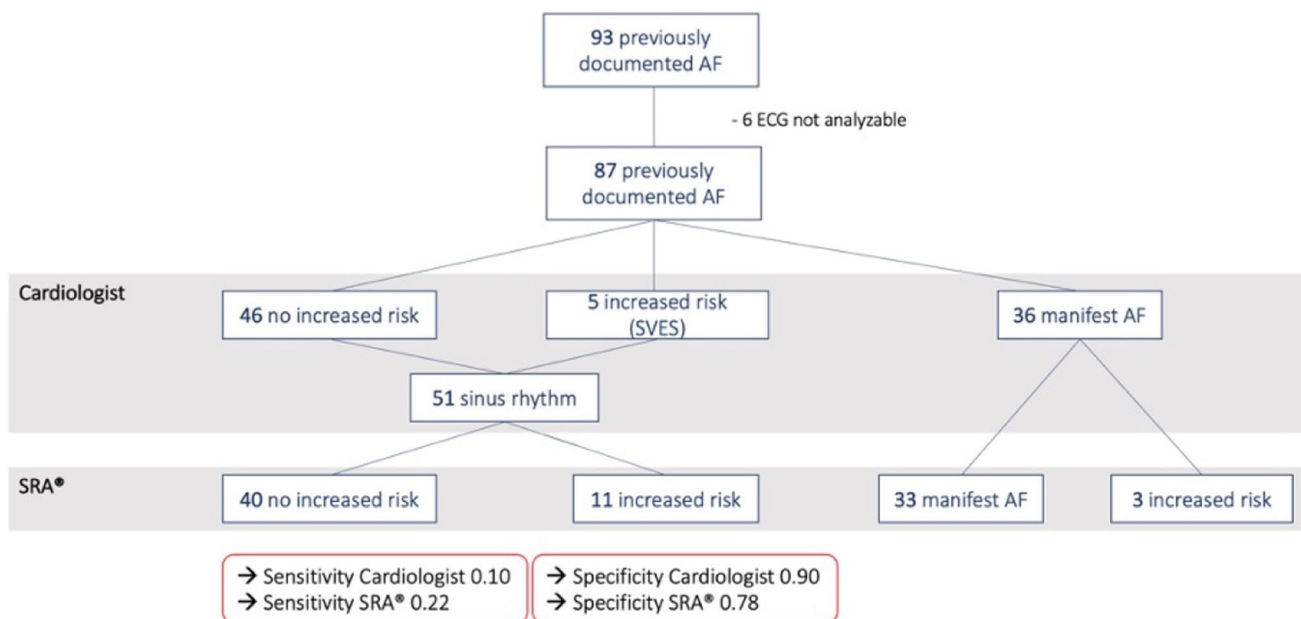 93 previously
documented AF
- 6 ECG not analyzable
87 previously
documented AF
Cardiologist
46 no increased risk
5 increased risk
(SVES)
36 manifest AF
51 sinus rhythm
SRA®
40 no increased risk
11 increased risk
33 manifest AF
3 increased risk
→ Sensitivity Cardiologist 0.10
→ Sensitivity SRA® 0.22
→ Specificity Cardiologist 0.90
→ Specificity SRA® 0.78